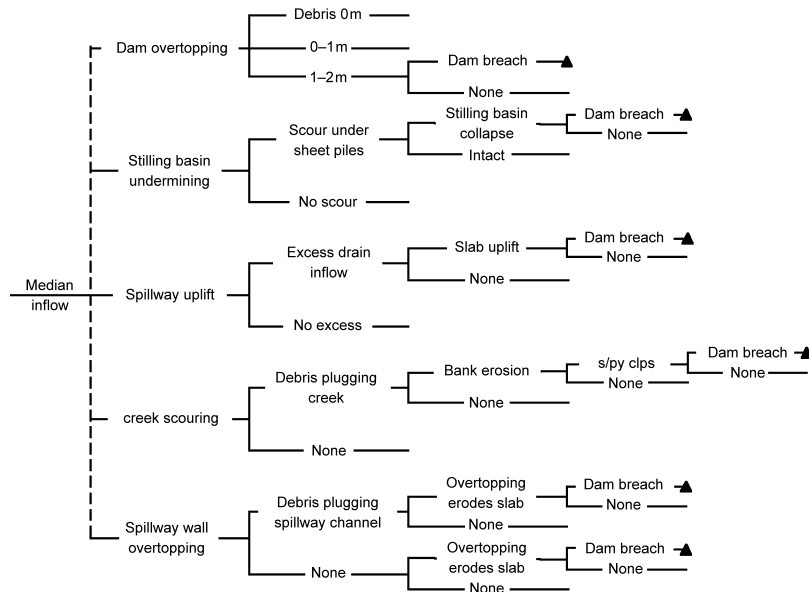 Debris 0 m
Dam overtopping
0–1 m
1–2 m
Dam breach
None
Stilling basin
undermining
Scour under
sheet piles
Stilling basin
collapse
Dam breach
None
Intact
No scour
Median
inflow
Spillway uplift
Excess drain
inflow
Slab uplift
Dam breach
None
None
No excess
creek scouring
Debris plugging
creek
Bank erosion
s/py clps
Dam breach
None
None
None
None
Spillway wall
overtopping
Debris plugging
spillway channel
Overtopping
erodes slab
Dam breach
None
None
None
Overtopping
erodes slab
Dam breach
None
None